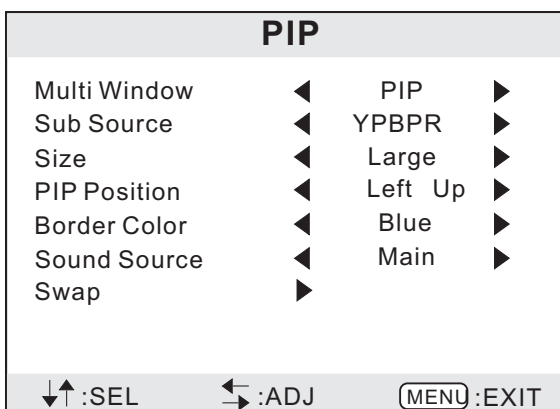 PIP
Multi Window PIP
Sub Source YPBPR
Size Large
PIP Position Left Up
Border Color Blue
Sound Source Main
Swap
:SEL :ADJ MENU :EXIT